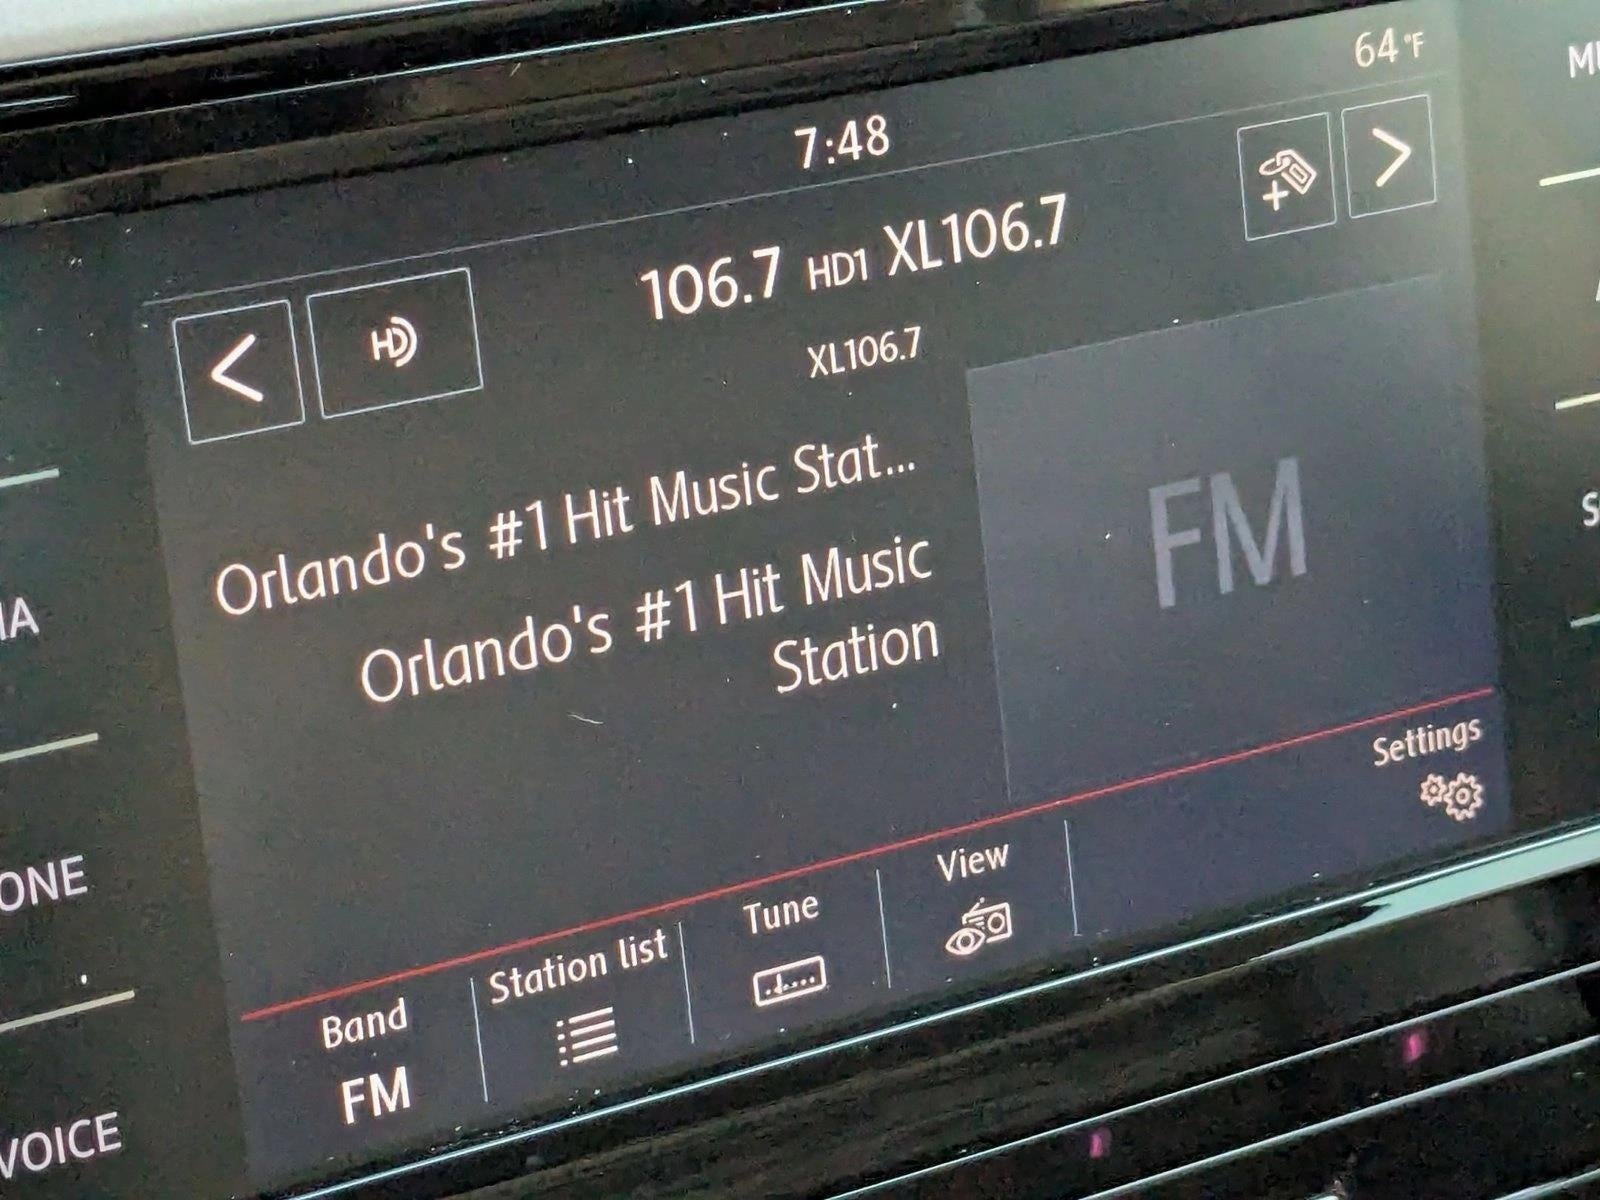 64°F
7:48
106.7 HD1 XL106.7
HD
XL106.7
Orlando's #1 Hit Music Stat...
Orlando's #1 Hit Music
Station
FM
Settings
View
Tune
Station list
Band
FM
VOICE